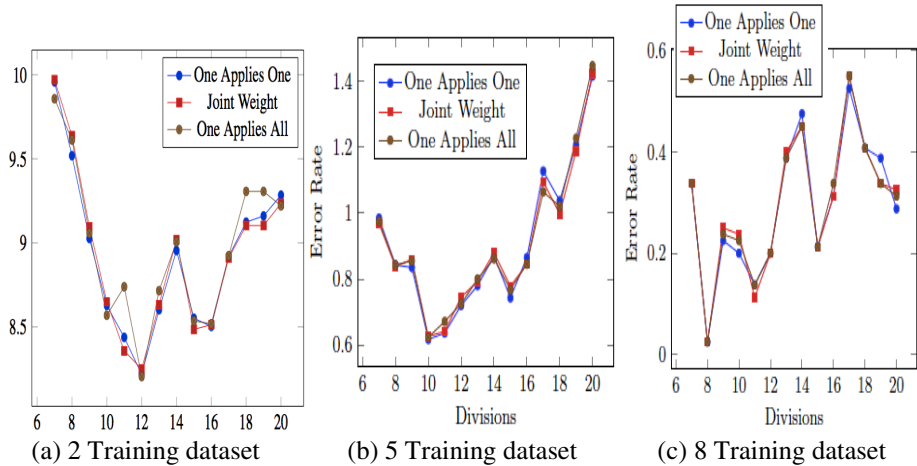 10
9.5
9
8.5
6 8 10 12 14 16 18 20
One Applies One
Joint Weight
One Applies All
(a) 2 Training dataset
Error Rate
1.4
1.2
1
0.8
0.6
6 8 10 12 14 16 18 20
Divisions
One Applies One
Joint Weight
One Applies All
(b) 5 Training dataset
Error Rate
0.6
0.4
0.2
0
6 8 10 12 14 16 18 20
Divisions
One Applies One
Joint Weight
One Applies All
(c) 8 Training dataset